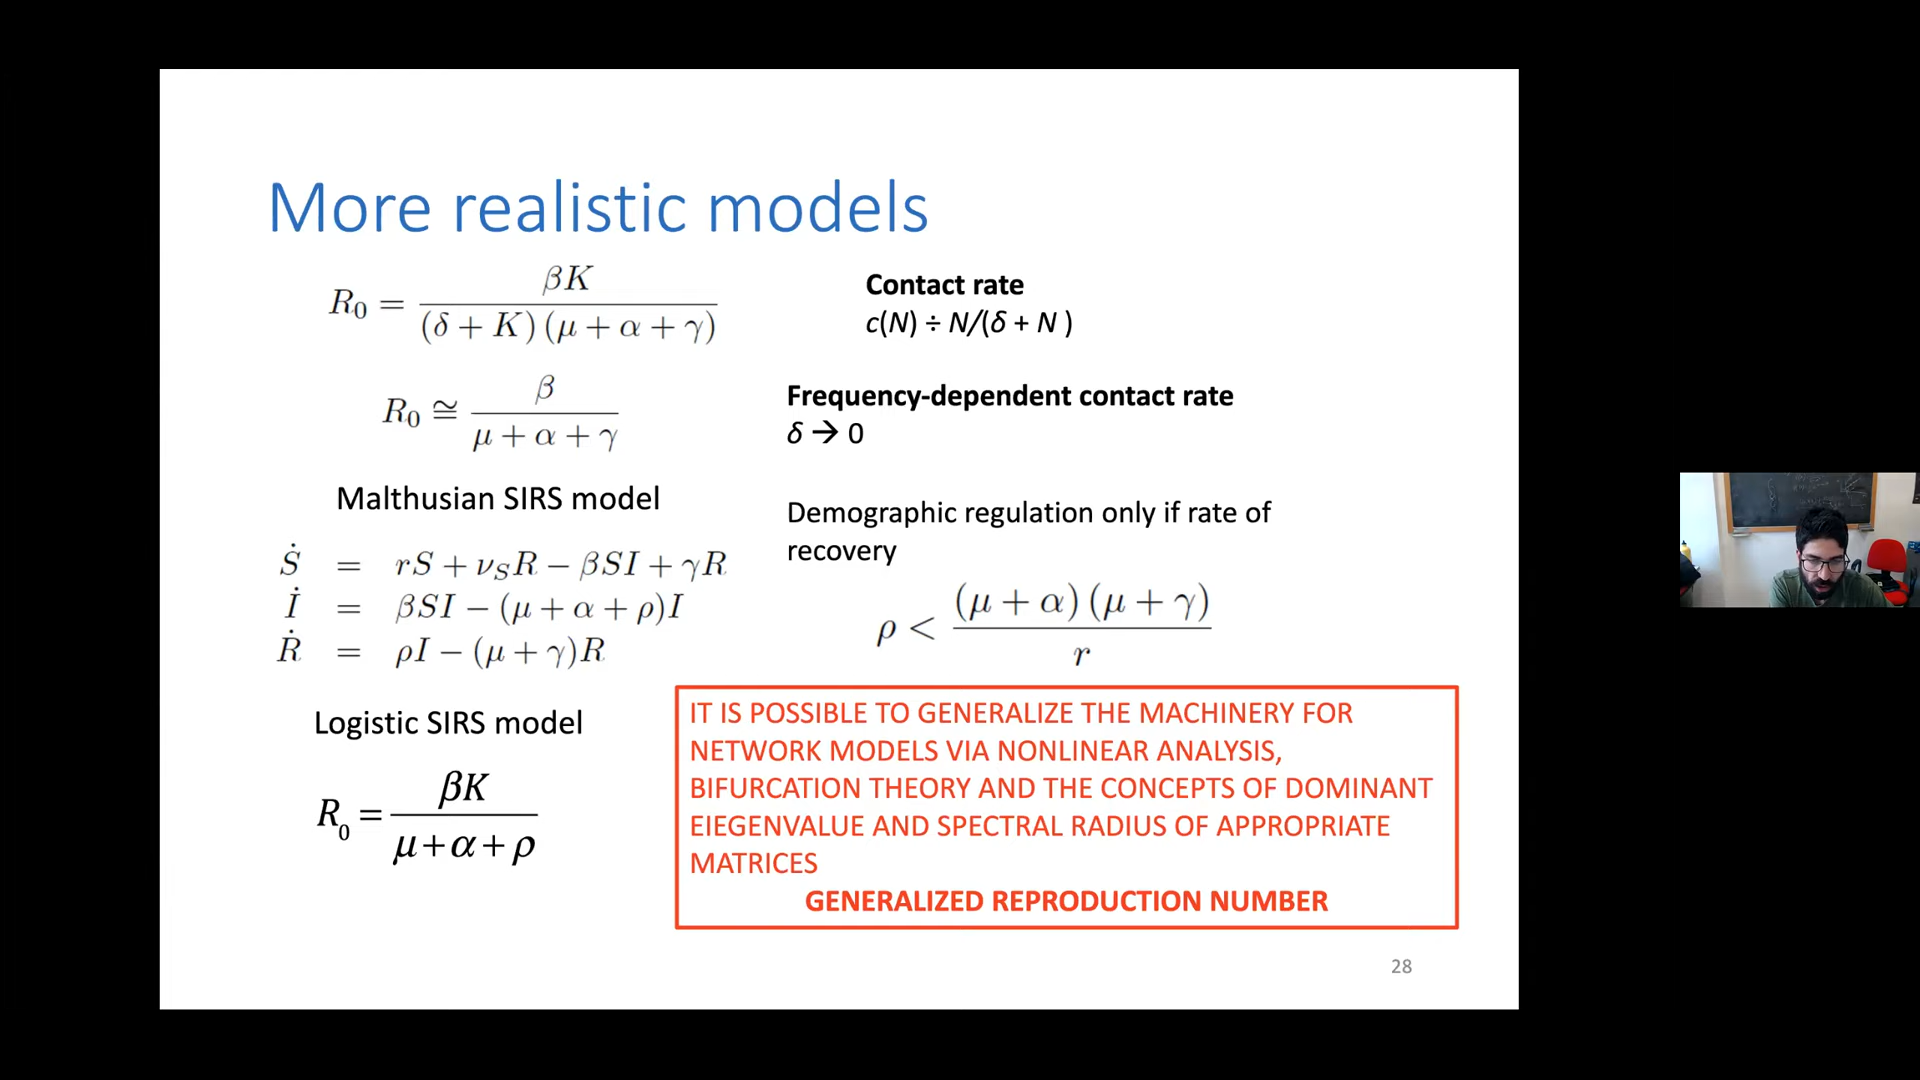 More realistic models
R₀ = βK / (δ + K)(μ + α + γ)
Contact rate
c(N) ÷ N/(δ + N )
R₀ ≅ β / μ + α + γ
Frequency-dependent contact rate
δ → 0
Malthusian SIRS model
Ṡ = rS + ν_S R − βSI + γR
İ = βSI − (μ + α + ρ)I
Ṙ = ρI − (μ + γ)R
Demographic regulation only if rate of
recovery
ρ < (μ + α)(μ + γ) / r
Logistic SIRS model
R₀ = βK / μ+α+ρ
IT IS POSSIBLE TO GENERALIZE THE MACHINERY FOR
NETWORK MODELS VIA NONLINEAR ANALYSIS,
BIFURCATION THEORY AND THE CONCEPTS OF DOMINANT
EIEGENVALUE AND SPECTRAL RADIUS OF APPROPRIATE
MATRICES
GENERALIZED REPRODUCTION NUMBER
28